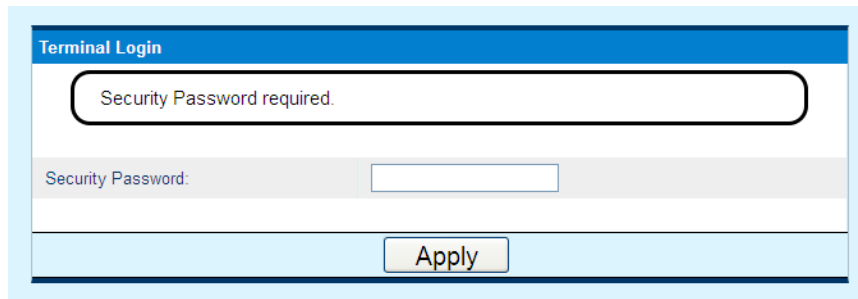 Terminal Login
Security Password required.
Security Password:
Apply